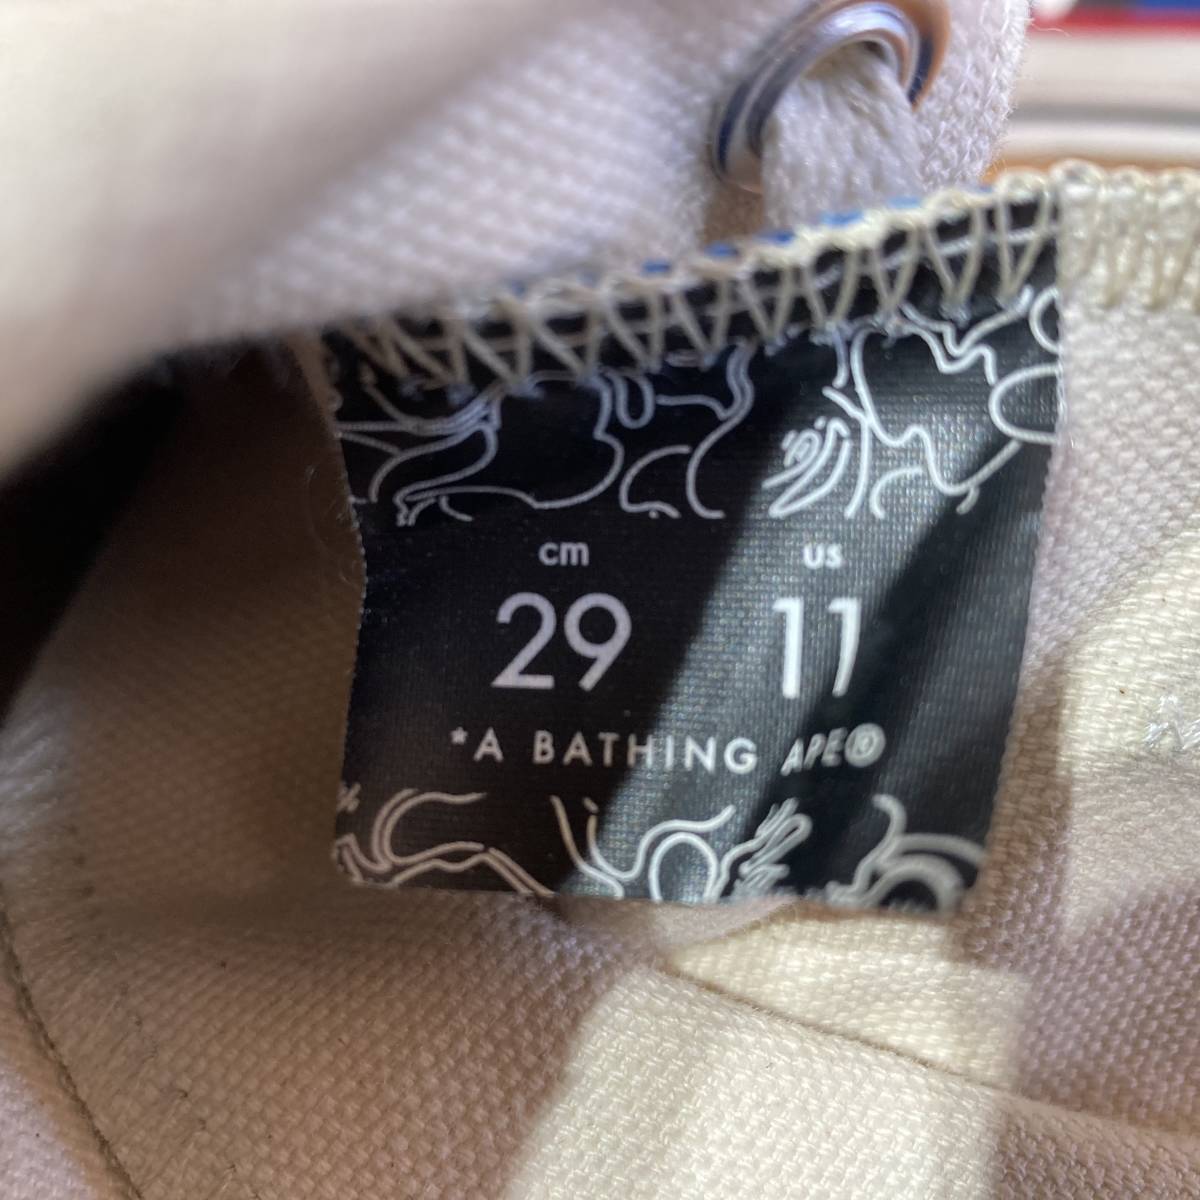 cm us
29 11
*A BATHING APE®